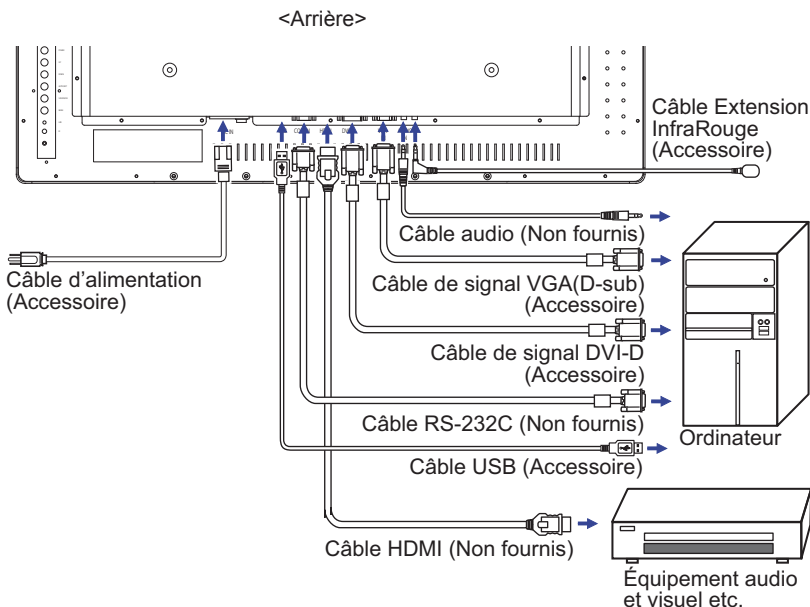 <Arrière>
Câble Extension
InfraRouge
(Accessoire)
Câble audio (Non fournis)
Câble d'alimentation
(Accessoire)
Câble de signal VGA(D-sub)
(Accessoire)
Câble de signal DVI-D
(Accessoire)
Câble RS-232C (Non fournis)
Ordinateur
Câble USB (Accessoire)
Câble HDMI (Non fournis)
Équipement audio
et visuel etc.